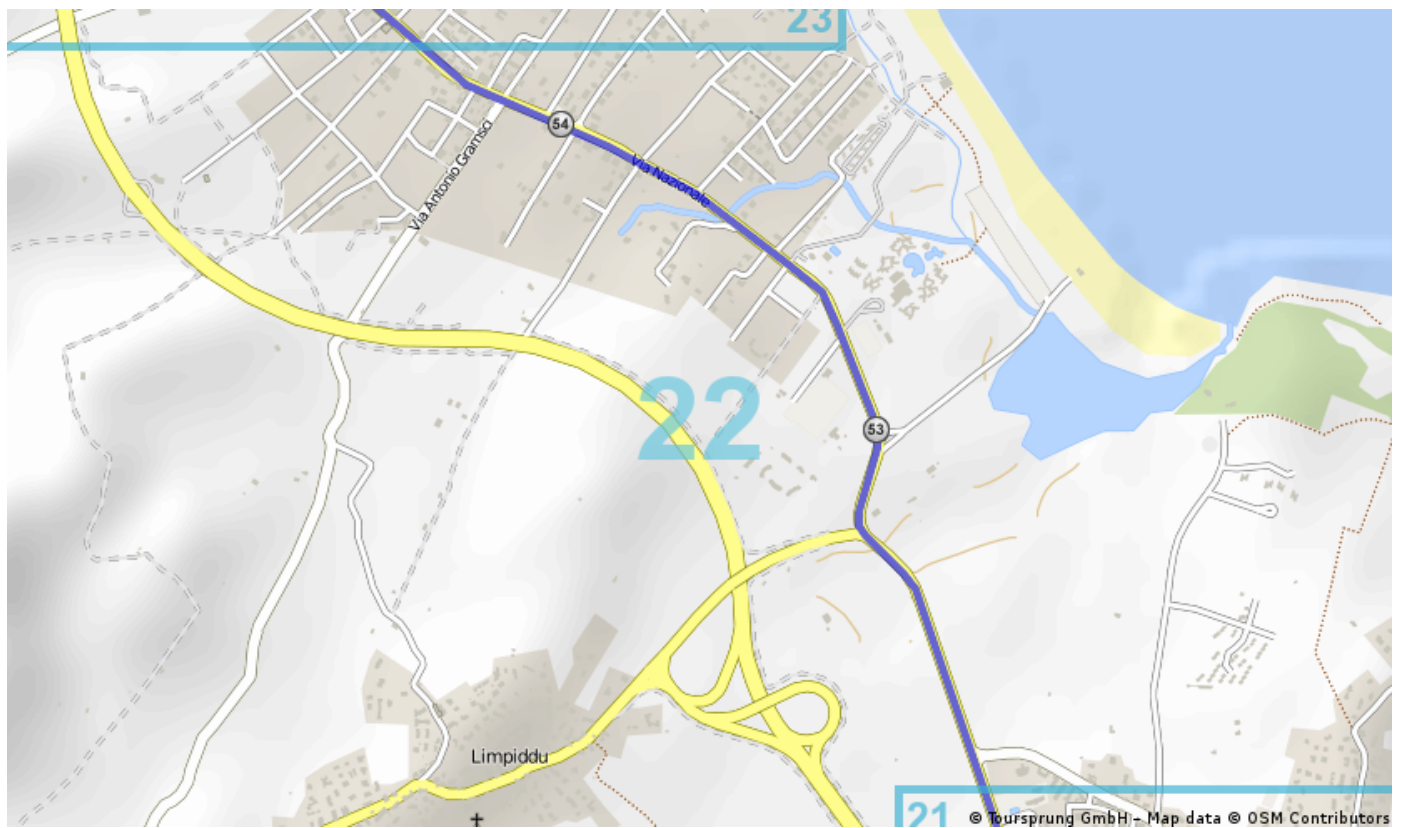 23
54
Via Antonio Gramsci
Via Nazionale
22
53
Limpiddu
21
© Toursprung GmbH – Map data © OSM Contributors